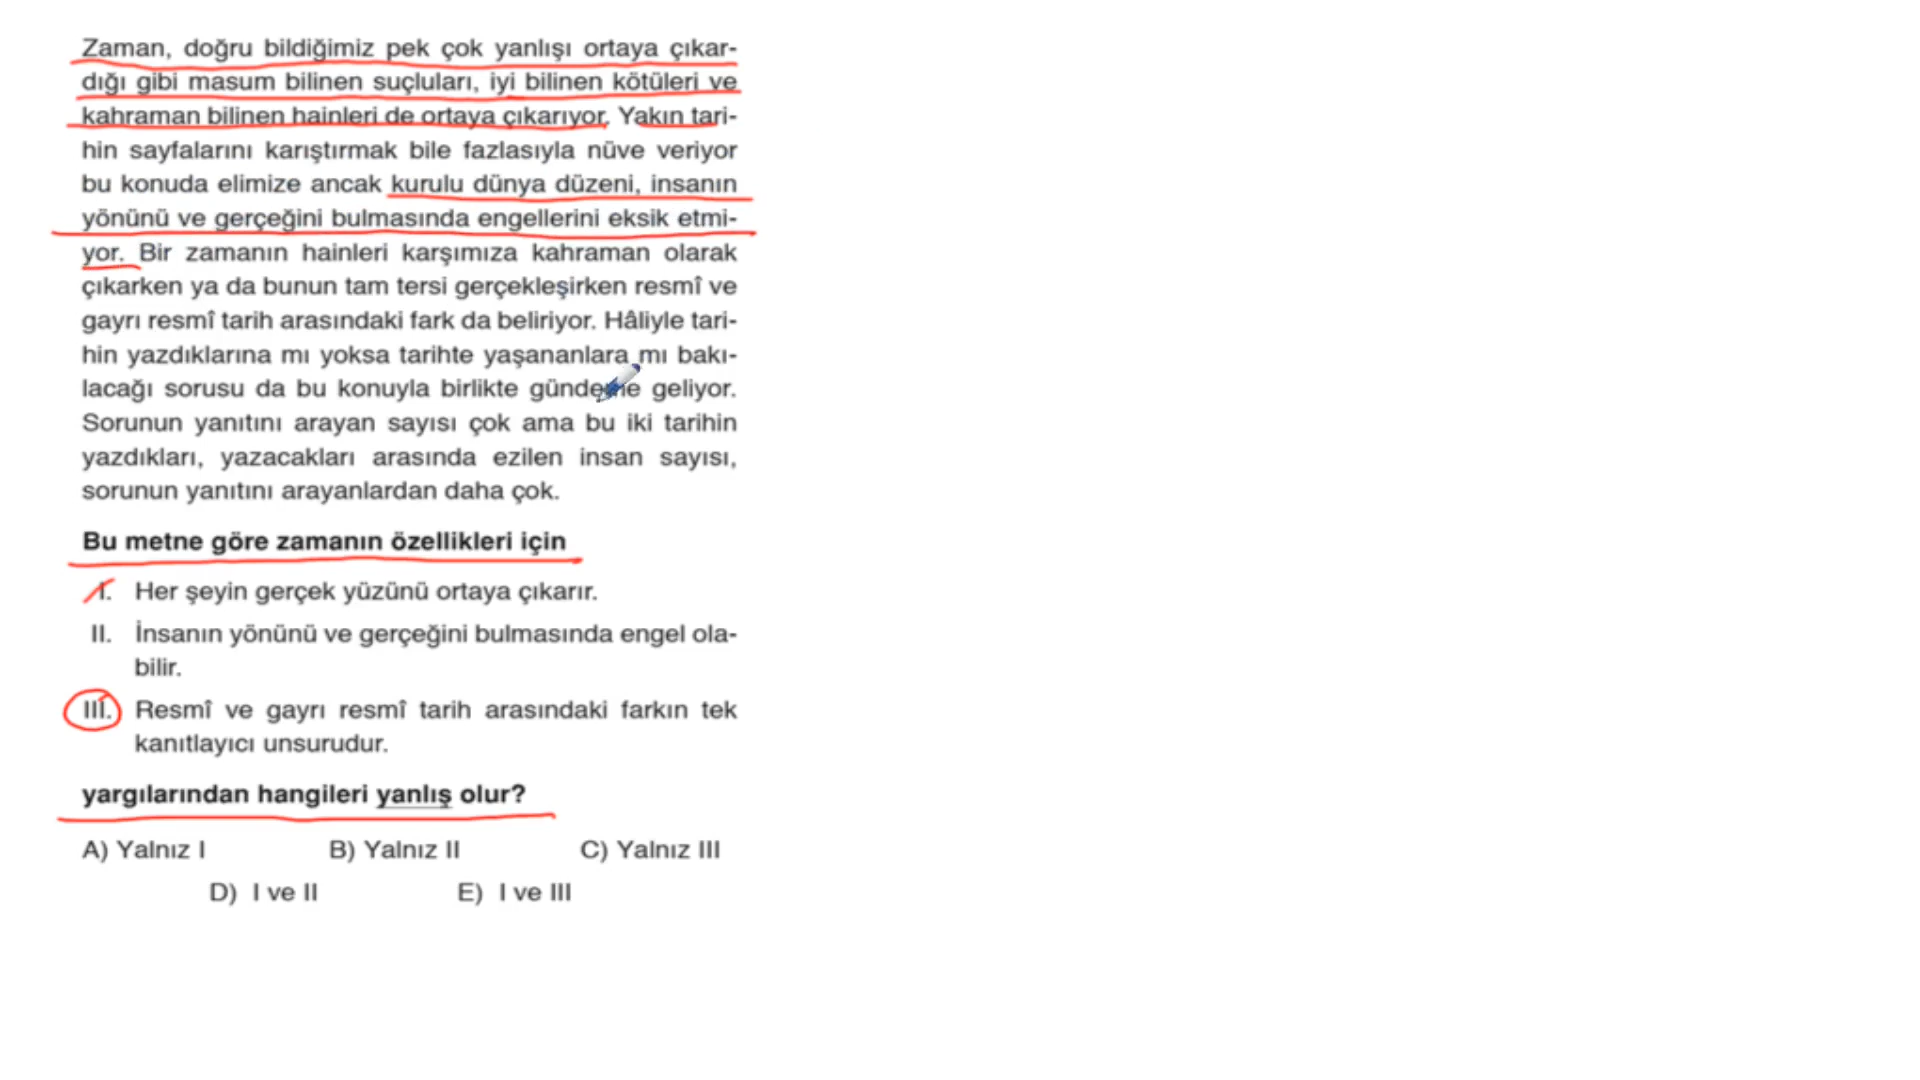 Zaman, doğru bildiğimiz pek çok yanlışı ortaya çıkar-
dığı gibi masum bilinen suçluları, iyi bilinen kötüleri ve
kahraman bilinen hainleri de ortaya çıkarıyor. Yakın tari-
hin sayfalarını karıştırmak bile fazlasıyla nüve veriyor
bu konuda elimize ancak kurulu dünya düzeni, insanın
yönünü ve gerçeğini bulmasında engellerini eksik etmi-
yor. Bir zamanın hainleri karşımıza kahraman olarak
çıkarken ya da bunun tam tersi gerçekleşirken resmî ve
gayrı resmî tarih arasındaki fark da beliriyor. Hâliyle tari-
hin yazdıklarına mı yoksa tarihte yaşananlara mı bakı-
lacağı sorusu da bu konuyla birlikte gündeme geliyor.
Sorunun yanıtını arayan sayısı çok ama bu iki tarihin
yazdıkları, yazacakları arasında ezilen insan sayısı,
sorunun yanıtını arayanlardan daha çok.
Bu metne göre zamanın özellikleri için
I. Her şeyin gerçek yüzünü ortaya çıkarır.
II. İnsanın yönünü ve gerçeğini bulmasında engel ola-
bilir.
III. Resmî ve gayrı resmî tarih arasındaki farkın tek
kanıtlayıcı unsurudur.
yargılarından hangileri yanlış olur?
A) Yalnız I B) Yalnız II C) Yalnız III
D) I ve II E) I ve III